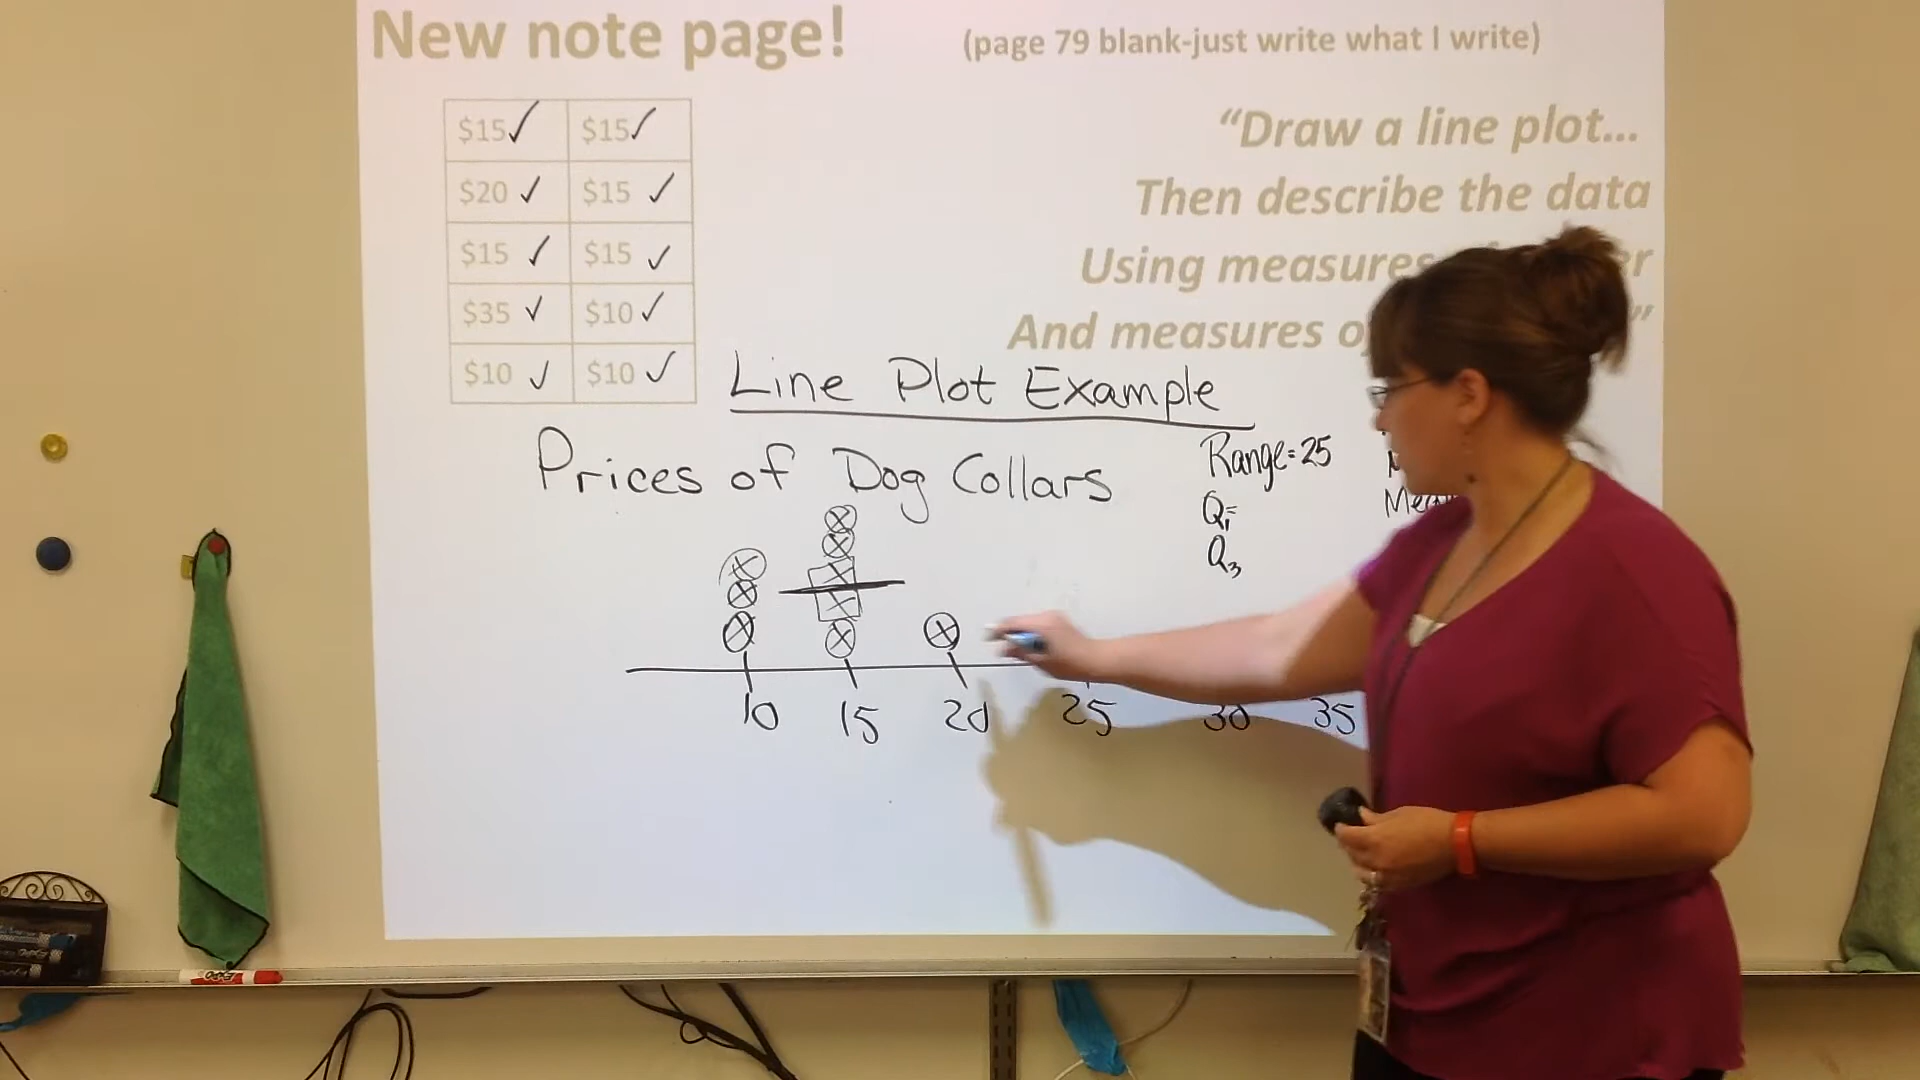 New note page!
(page 79 blank-just write what I write)
$15✓ $15✓
$20 ✓ $15 ✓
$15 ✓ $15 ✓
$35 ✓ $10 ✓
$10 ✓ $10 ✓
“Draw a line plot...
Then describe the data
Using measures
And measures
”
Line Plot Example
Prices of Dog Collars
Range=25
Q1=
Q3
10 15 20 25 30 35
EXPO